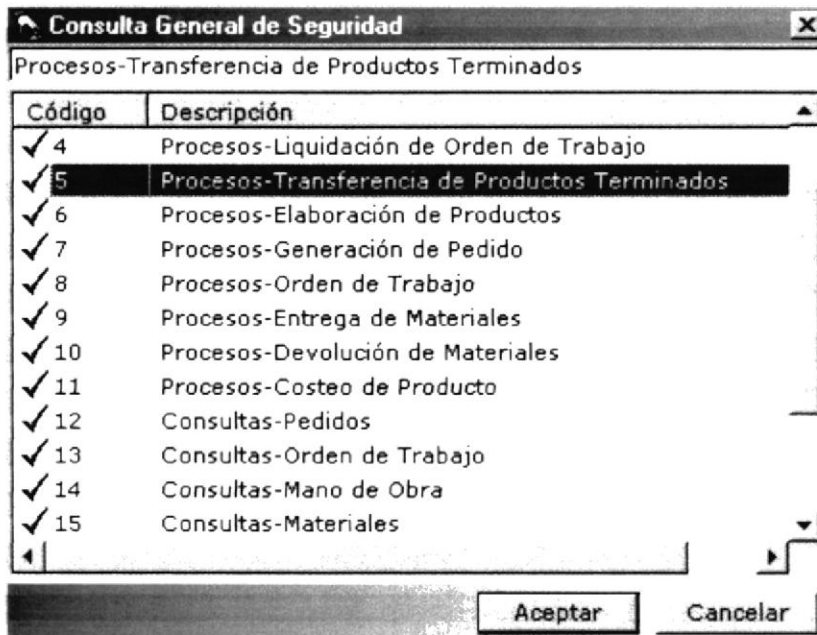 Consulta General de Seguridad
Procesos-Transferencia de Productos Terminados
Código Descripción
4 Procesos-Liquidación de Orden de Trabajo
5 Procesos-Transferencia de Productos Terminados
6 Procesos-Elaboración de Productos
7 Procesos-Generación de Pedido
8 Procesos-Orden de Trabajo
9 Procesos-Entrega de Materiales
10 Procesos-Devolución de Materiales
11 Procesos-Costeo de Producto
12 Consultas-Pedidos
13 Consultas-Orden de Trabajo
14 Consultas-Mano de Obra
15 Consultas-Materiales
Aceptar Cancelar